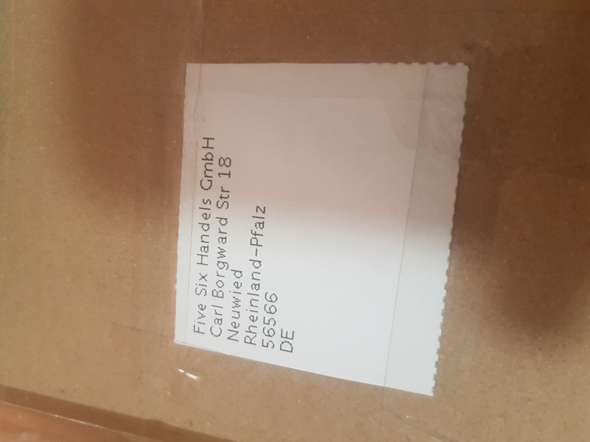 Five Six Handels GmbH
Carl Borgward Str 18
Neuwied
Rheinland-Pfalz
56566
DE